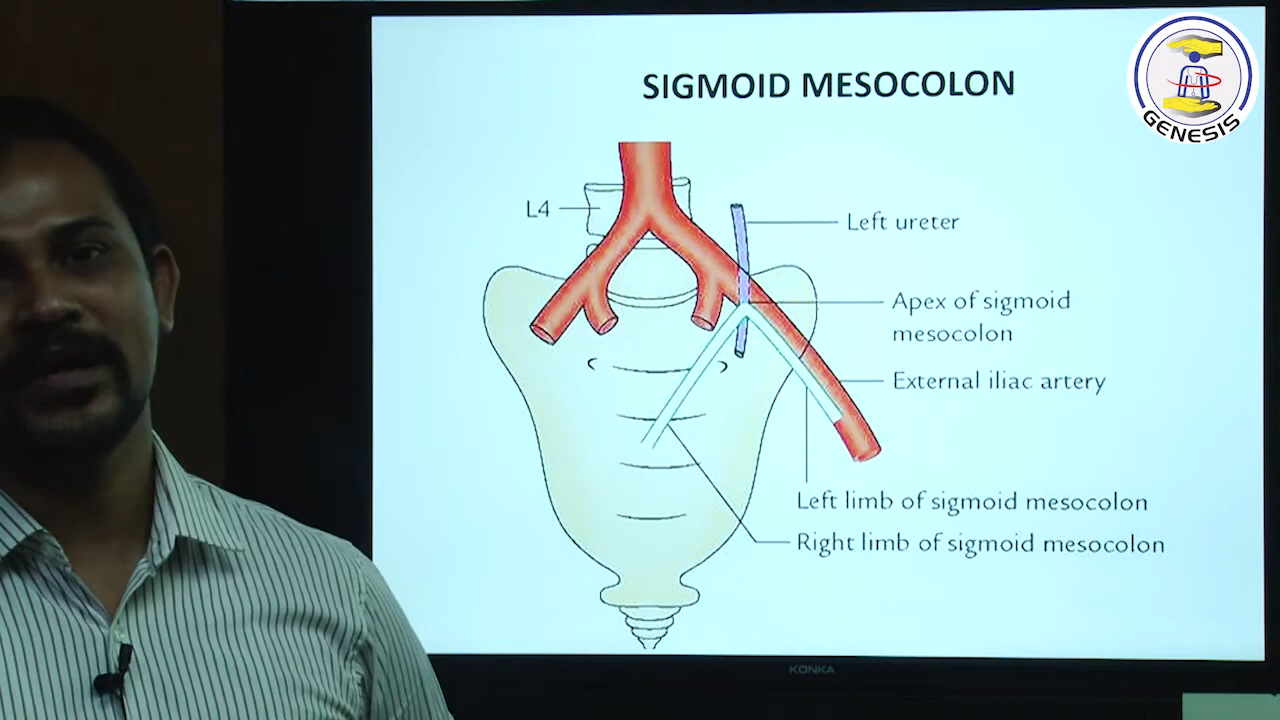 SIGMOID MESOCOLON
GENESIS
L4
Left ureter
Apex of sigmoid
mesocolon
External iliac artery
Left limb of sigmoid mesocolon
Right limb of sigmoid mesocolon
KONKA